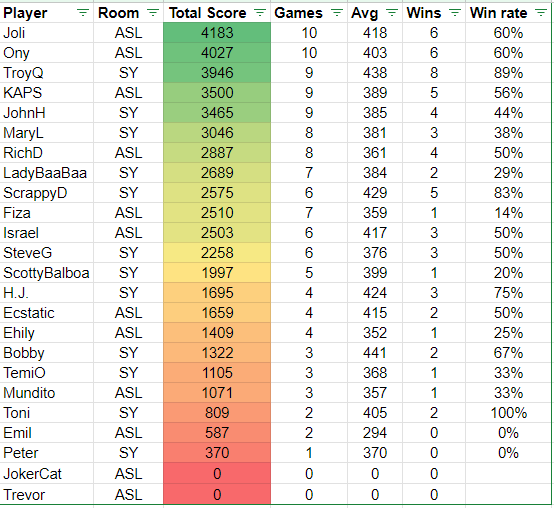 Player Room Total Score Games Avg Wins Win rate
Joli ASL 4183 10 418 6 60%
Ony ASL 4027 10 403 6 60%
TroyQ SY 3946 9 438 8 89%
KAPS ASL 3500 9 389 5 56%
JohnH SY 3465 9 385 4 44%
MaryL SY 3046 8 381 3 38%
RichD ASL 2887 8 361 4 50%
LadyBaaBaa SY 2689 7 384 2 29%
ScrappyD SY 2575 6 429 5 83%
Fiza ASL 2510 7 359 1 14%
Israel ASL 2503 6 417 3 50%
SteveG SY 2258 6 376 3 50%
ScottyBalboa SY 1997 5 399 1 20%
H.J. SY 1695 4 424 3 75%
Ecstatic ASL 1659 4 415 2 50%
Ehily ASL 1409 4 352 1 25%
Bobby SY 1322 3 441 2 67%
TemiO SY 1105 3 368 1 33%
Mundito ASL 1071 3 357 1 33%
Toni SY 809 2 405 2 100%
Emil ASL 587 2 294 0 0%
Peter SY 370 1 370 0 0%
JokerCat ASL 0 0 0 0
Trevor ASL 0 0 0 0